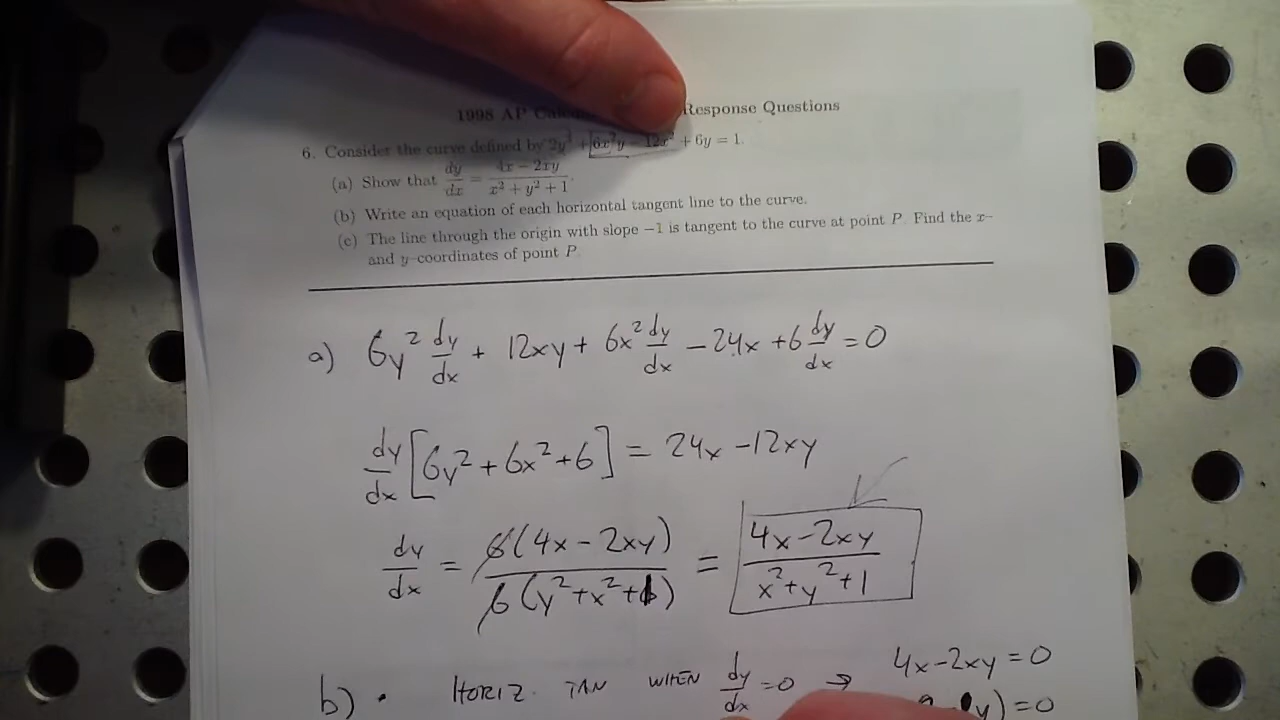 1998 AP Response Questions
6. Consider the curve defined by 2y³ + 6x²y − 12x² + 6y = 1.
(a) Show that dy/dx = (4x − 2xy)/(x² + y² + 1).
(b) Write an equation of each horizontal tangent line to the curve.
(c) The line through the origin with slope −1 is tangent to the curve at point P. Find the x–
and y–coordinates of point P.
a) 6y² dy/dx + 12xy + 6x² dy/dx − 24x + 6 dy/dx = 0
dy/dx [6y² + 6x² + 6] = 24x − 12xy
dy/dx = 6(4x − 2xy)/6(y² + x² + 1) = (4x − 2xy)/(x² + y² + 1)
b) • HORIZ. TAN WHEN dy/dx = 0 → 4x − 2xy = 0
y) = 0